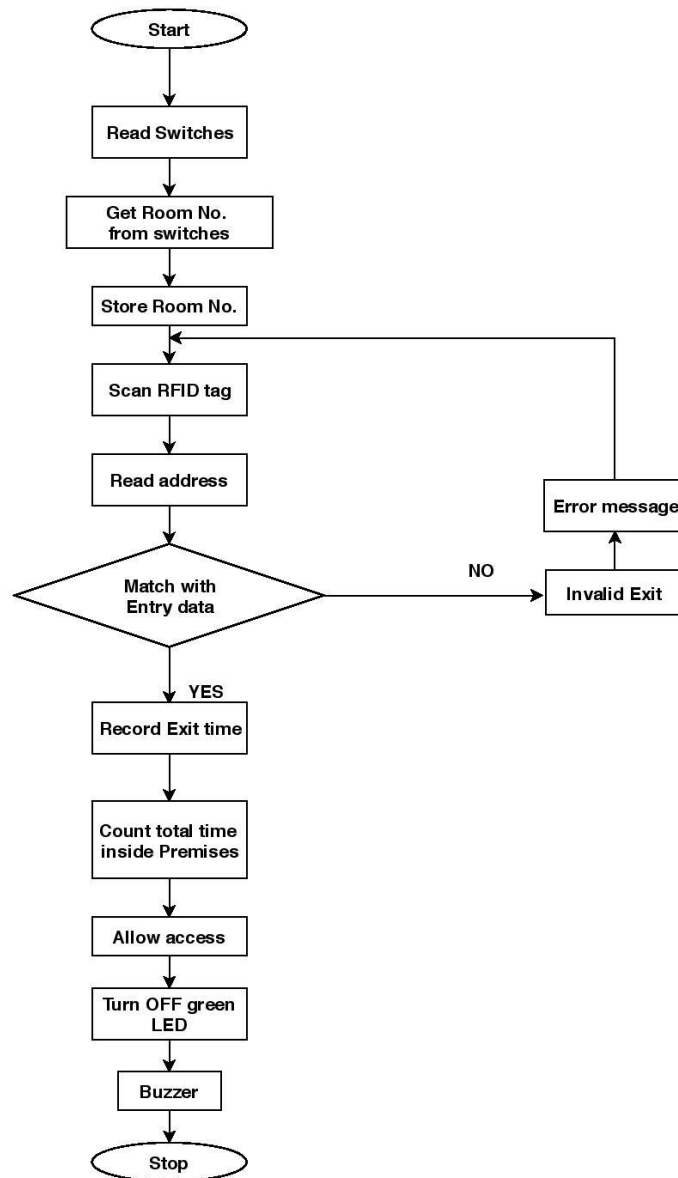 Start
Read Switches
Get Room No.
from switches
Store Room No.
Scan RFID tag
Read address
Error message
Match with
Entry data
NO
Invalid Exit
YES
Record Exit time
Count total time
inside Premises
Allow access
Turn OFF green
LED
Buzzer
Stop